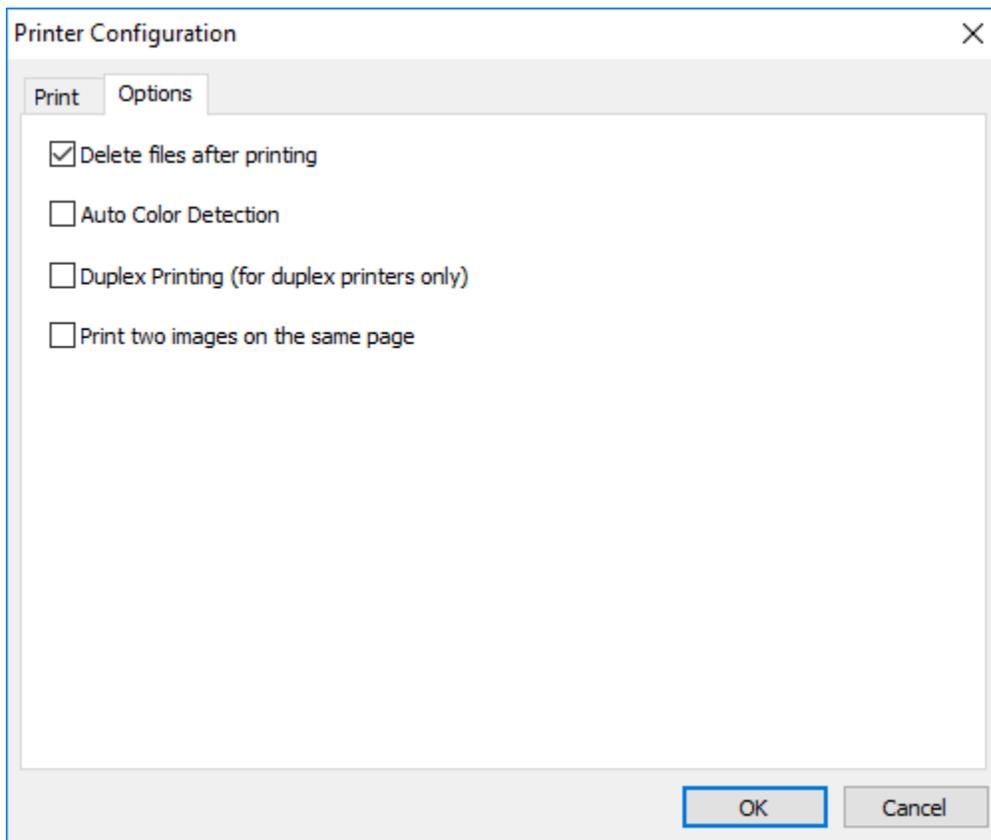 Printer Configuration
Print Options
Delete files after printing
Auto Color Detection
Duplex Printing (for duplex printers only)
Print two images on the same page
OK Cancel